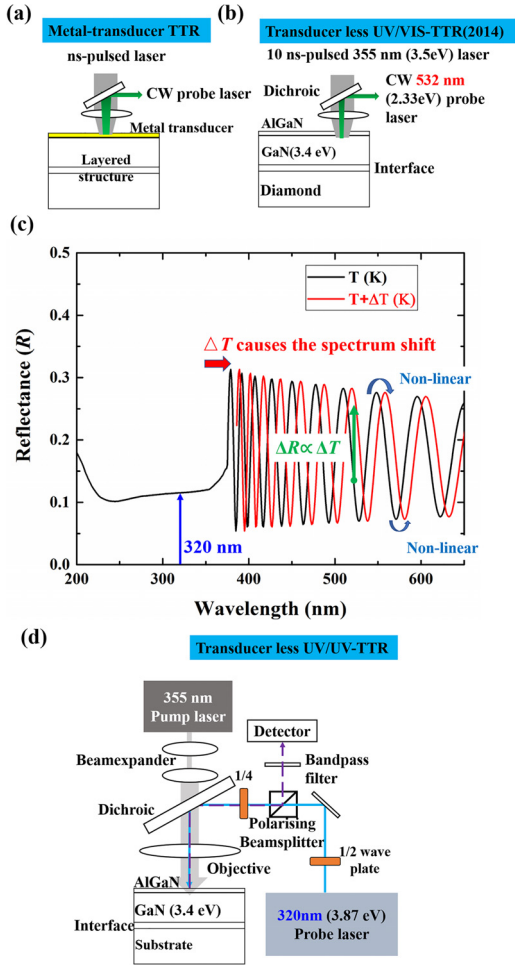 (a)
Metal-transducer TTR
ns-pulsed laser
CW probe laser
Metal transducer
Layered
structure
(b)
Transducer less UV/VIS-TTR(2014)
10 ns-pulsed 355 nm (3.5eV) laser
Dichroic
CW 532 nm
(2.33eV) probe
laser
AlGaN
GaN(3.4 eV)
Interface
Diamond
(c)
0.5
0.4
0.3
0.2
0.1
0.0
Reflectance (R)
T (K)
T+ΔT (K)
△T causes the spectrum shift
Non-linear
ΔR∝ ΔT
320 nm
Non-linear
200
300
400
500
600
Wavelength (nm)
(d)
Transducer less UV/UV-TTR
355 nm
Pump laser
Detector
Beamexpander
Bandpass
filter
1/4
Dichroic
Polarising
Beamsplitter
1/2 wave
plate
Objective
AlGaN
GaN (3.4 eV)
Interface
Substrate
320nm (3.87 eV)
Probe laser